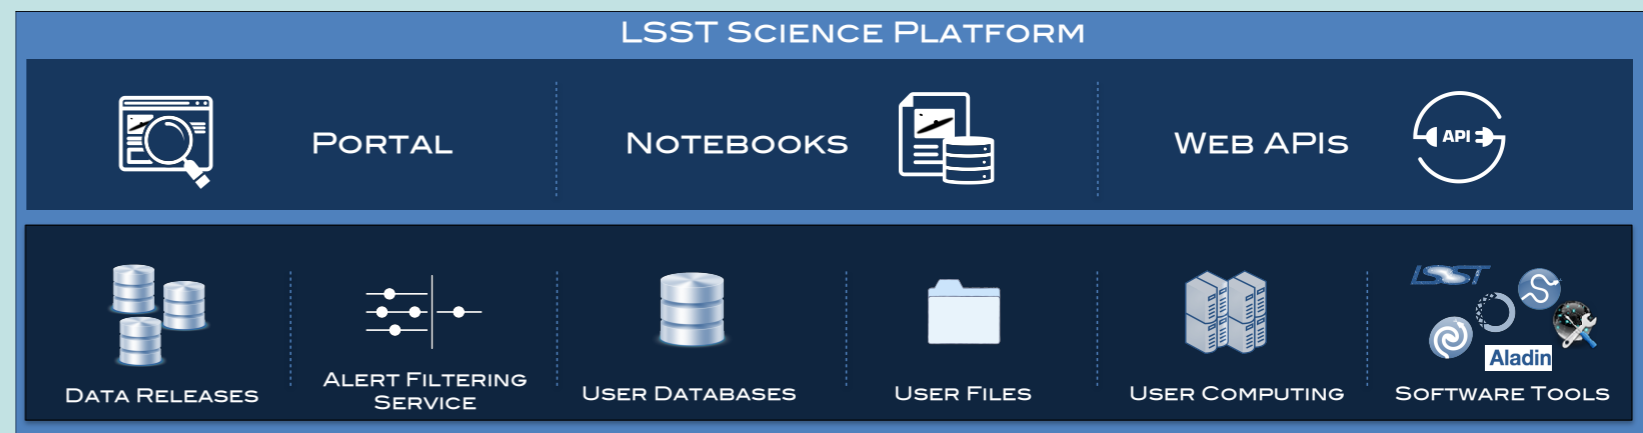 LSST SCIENCE PLATFORM
PORTAL
NOTEBOOKS
WEB APIS
API
DATA RELEASES
ALERT FILTERING
SERVICE
USER DATABASES
USER FILES
USER COMPUTING
LSST
Aladin
SOFTWARE TOOLS